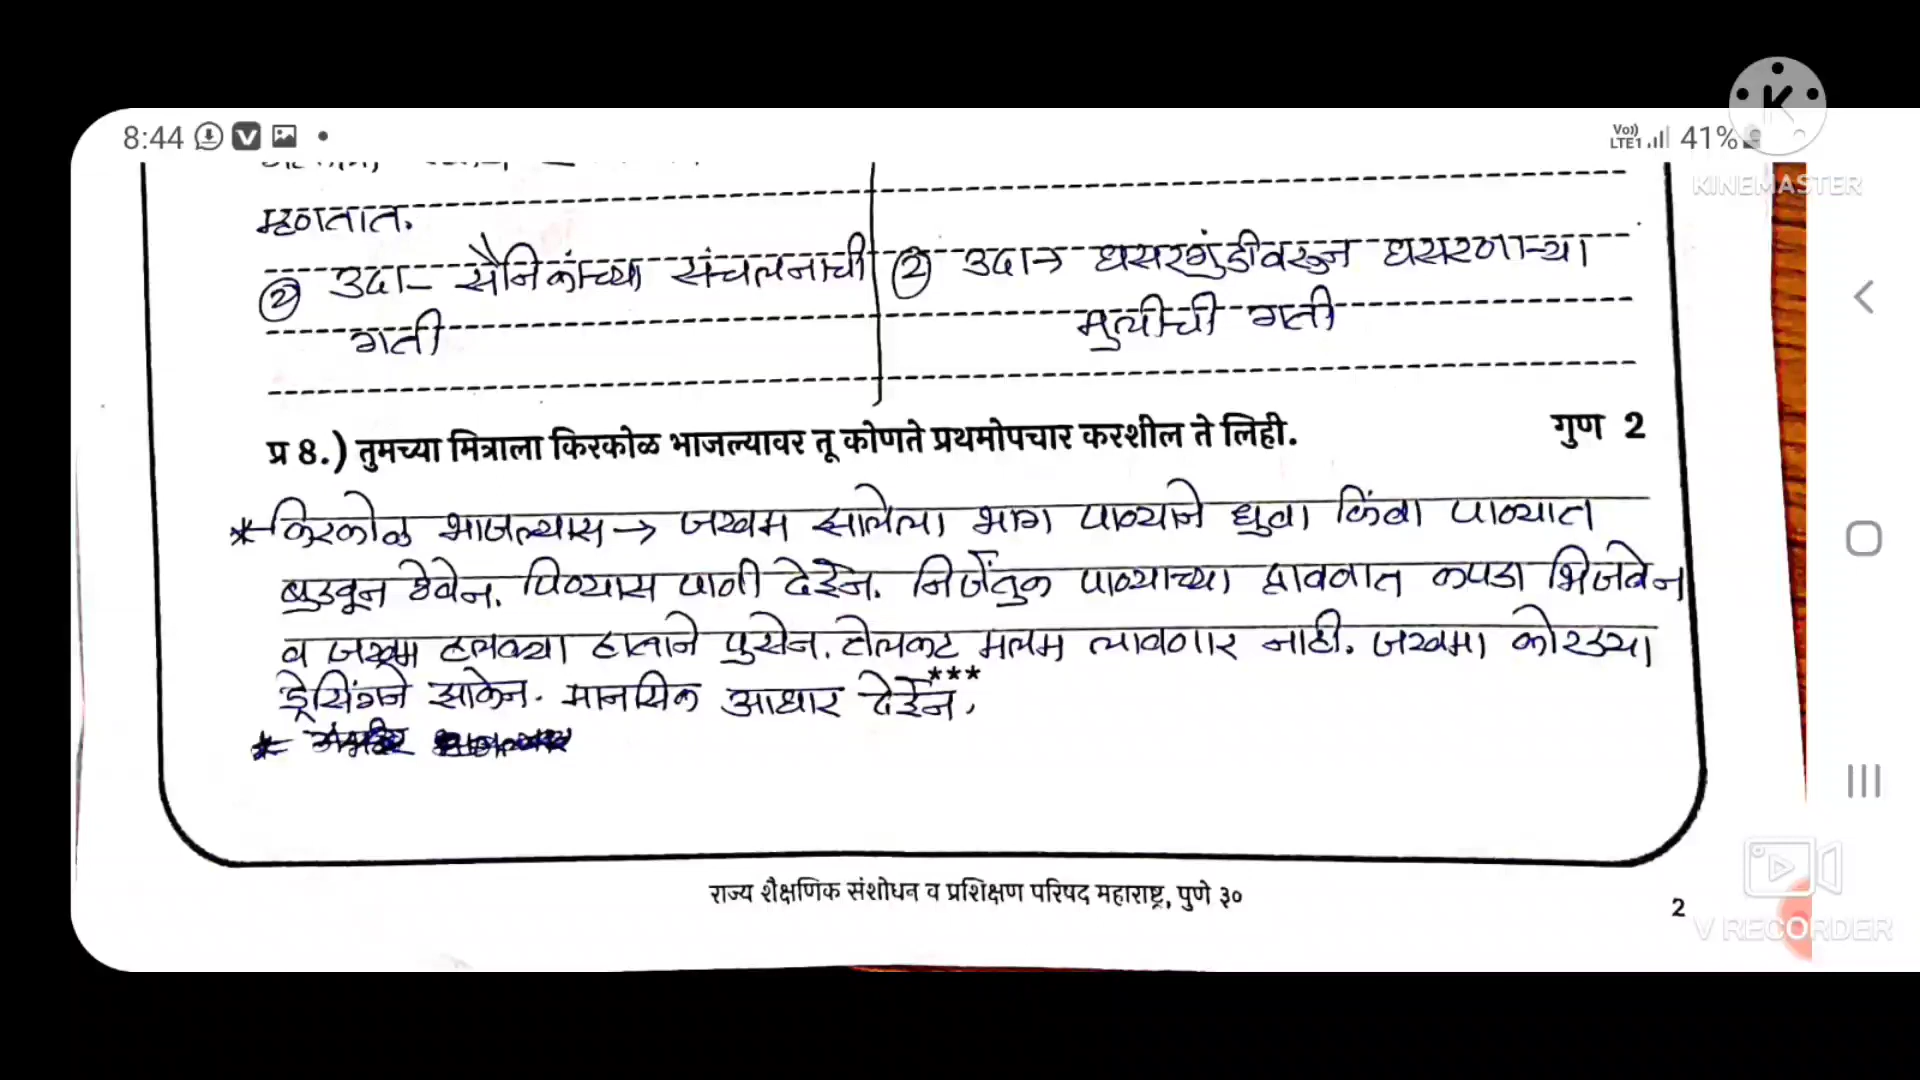 8:44
Vo)) LTE1 41%
KINEMASTER
म्हणतात.
② उदा- सैनिकांच्या संचलनाची
गती
② उदा→ घसरगुंडीवरून घसरणाऱ्या
मुलीची गती
प्र 8.) तुमच्या मित्राला किरकोळ भाजल्यावर तू कोणते प्रथमोपचार करशील ते लिही. गुण 2
* किरकोळ भाजल्यास → जखम झालेला भाग पाण्याने धुवा किंवा पाण्यात
बुडवून ठेवेन. पिण्यास पाणी देईन. निर्जंतुक पाण्याच्या द्रावणात कपडा भिजवेन
व जखम हलक्या हाताने पुसेन. तेलकट मलम लावणार नाही. जखमा कोरड्या
ड्रेसिंगने झाकेन. मानसिक आधार देईन.
***
राज्य शैक्षणिक संशोधन व प्रशिक्षण परिषद महाराष्ट्र, पुणे ३०
2
V RECORDER